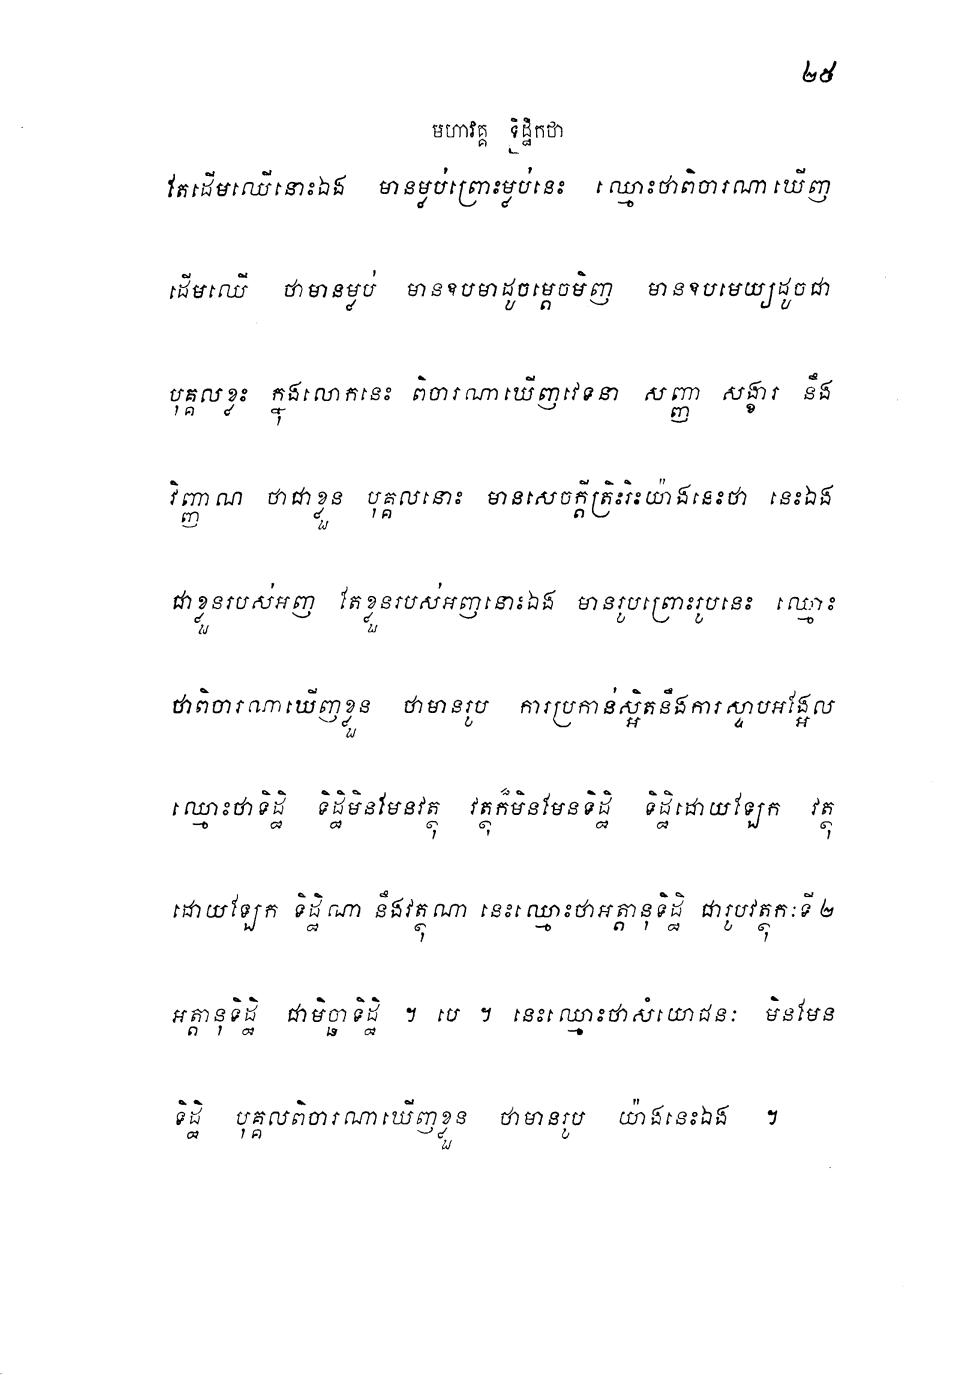 ២៥
មហាវគ្គ ទិដ្ឋិកថា
តែដើមឈើនោះឯង មានម្លប់ព្រោះម្លប់នេះ ឈ្មោះថាពិចារណាឃើញ
ដើមឈើ ថាមានម្លប់ មានឧបមាដូចម្តេចមិញ មានឧបមេយ្យដូចជា
បុគ្គលខ្លះ ក្នុងលោកនេះ ពិចារណាឃើញវេទនា សញ្ញា សង្ខារ នឹង
វិញ្ញាណ ថាជាខ្លួន បុគ្គលនោះ មានសេចក្តីត្រិះរិះយ៉ាងនេះថា នេះឯង
ជាខ្លួនរបស់អញ តែខ្លួនរបស់អញនោះឯង មានរូបព្រោះរូបនេះ ឈ្មោះ
ថាពិចារណាឃើញខ្លួន ថាមានរូប ការប្រកាន់ស្អិតនឹងការស្ទាបអង្អែល
ឈ្មោះថាទិដ្ឋិ ទិដ្ឋិមិនមែនវត្ថុ វត្ថុក៏មិនមែនទិដ្ឋិ ទិដ្ឋិដោយឡែក វត្ថុ
ដោយឡែក ទិដ្ឋិណា នឹងវត្ថុណា នេះឈ្មោះថាអត្តានុទិដ្ឋិ ជារូបវត្ថុកៈទី ២
អត្តានុទិដ្ឋិ ជាមិច្ឆាទិដ្ឋិ ។ បេ ។ នេះឈ្មោះថាសំយោជនៈ មិនមែន
ទិដ្ឋិ បុគ្គលពិចារណាឃើញខ្លួន ថាមានរូប យ៉ាងនេះឯង ។